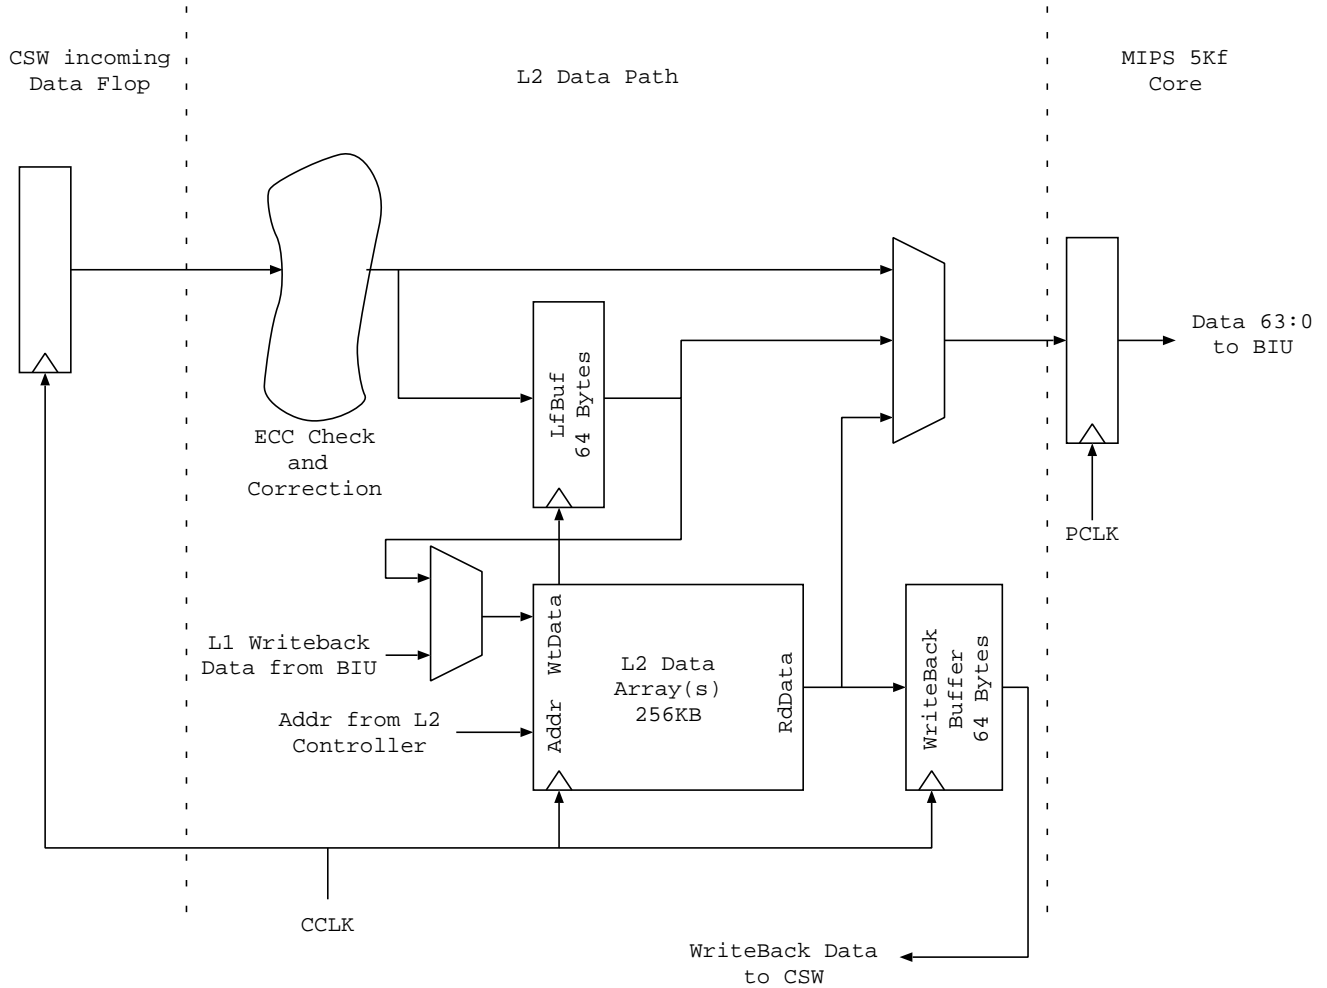 CSW incoming
Data Flop
L2 Data Path
MIPS 5Kf
Core
Data 63:0
to BIU
LfBuf
64 Bytes
ECC Check
and
Correction
PCLK
L1 Writeback
Data from BIU
WtData
Addr
L2 Data
Array(s)
256KB
RdData
WriteBack
Buffer
64 Bytes
Addr from L2
Controller
CCLK
WriteBack Data
to CSW